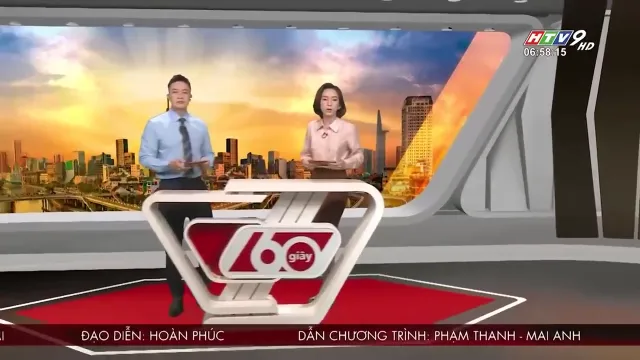 HTV9 HD
06:58:15
60 giây
ĐẠO DIỄN: HOÀN PHÚC DẪN CHƯƠNG TRÌNH: PHẠM THANH - MAI ANH